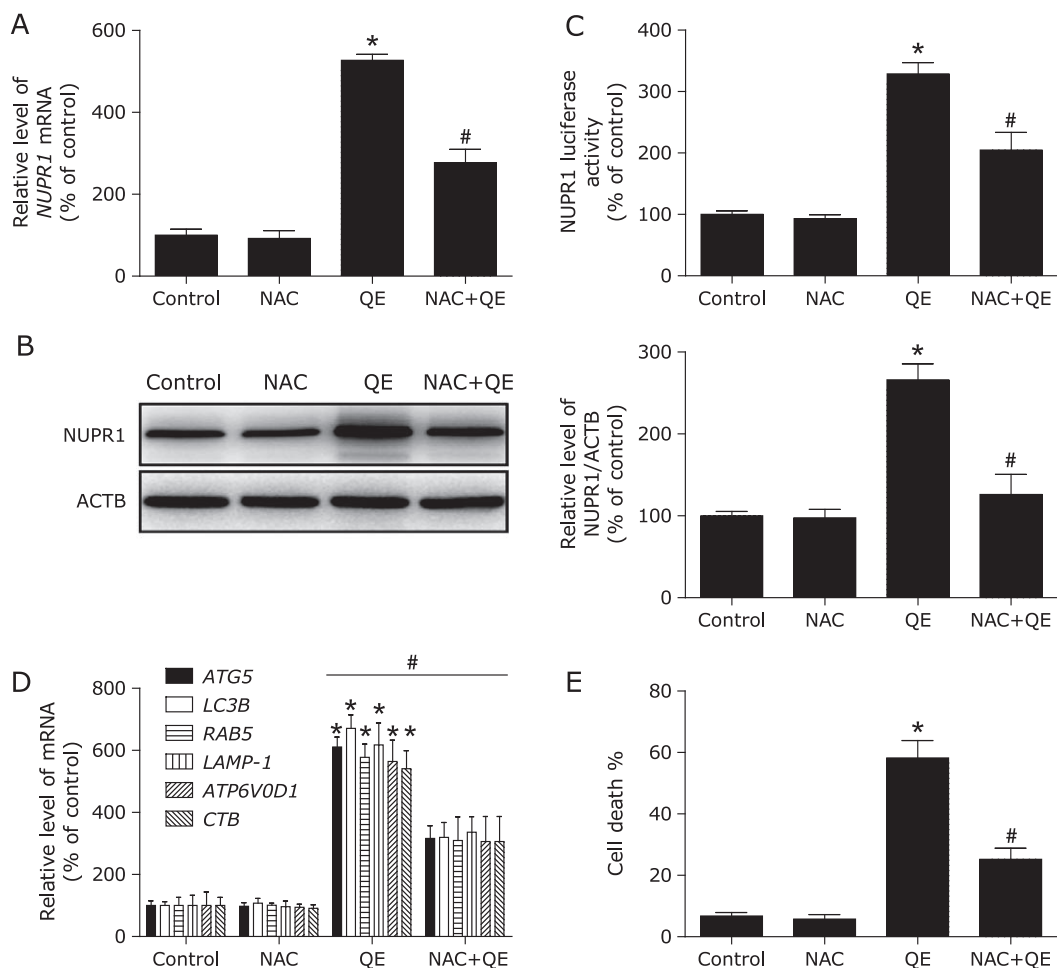 A
Relative level of
NUPR1 mRNA
(% of control)
600
400
200
0
*
#
Control NAC QE NAC+QE
C
NUPR1 luciferase
activity
(% of control)
400
300
200
100
0
*
#
Control NAC QE NAC+QE
B
Control NAC QE NAC+QE
NUPR1
ACTB
Relative level of
NUPR1/ACTB
(% of control)
300
200
100
0
*
#
Control NAC QE NAC+QE
D
Relative level of mRNA
(% of control)
800
600
400
200
0
ATG5
LC3B
RAB5
LAMP-1
ATP6V0D1
CTB
#
* * * * * *
Control NAC QE NAC+QE
E
Cell death %
80
60
40
20
0
*
#
Control NAC QE NAC+QE